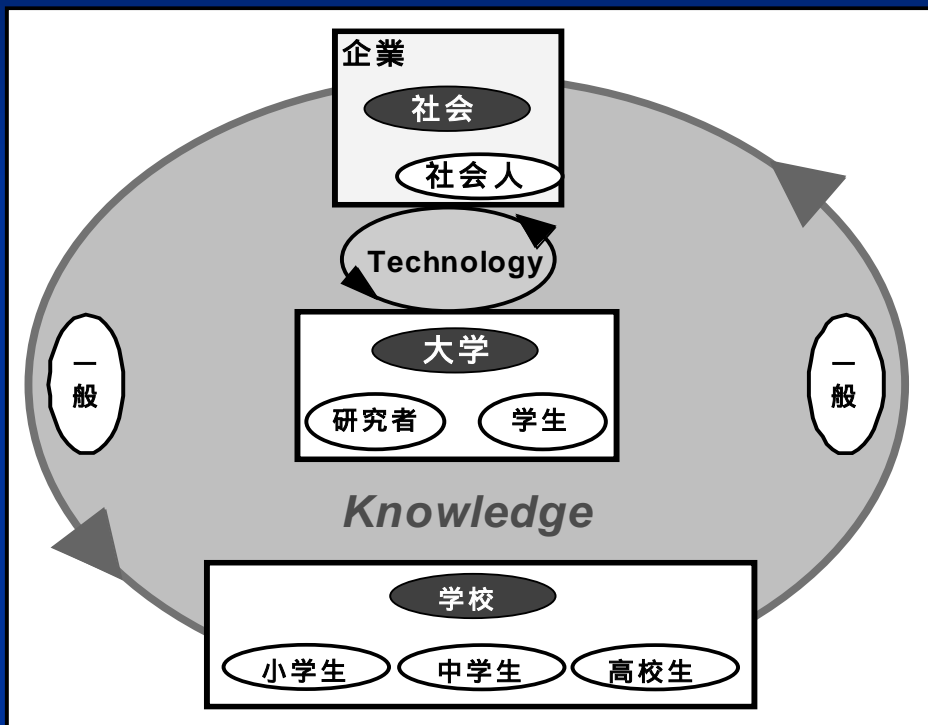 企業
社会
社会人
Technology
大学
研究者
学生
一般
一般
Knowledge
学校
小学生
中学生
高校生